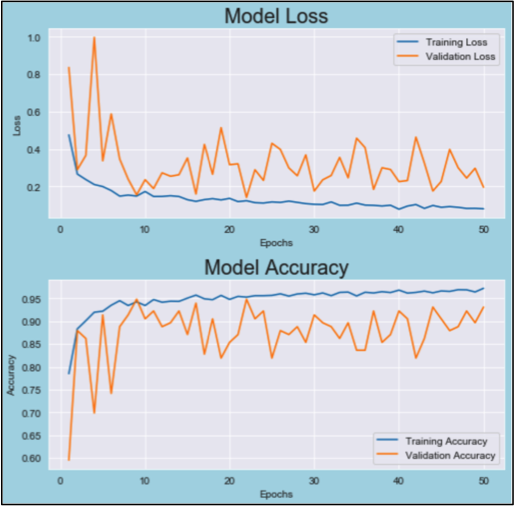 Model Loss
1.0
0.8
0.6
0.4
0.2
Loss
Training Loss
Validation Loss
0 10 20 30 40 50
Epochs
Model Accuracy
0.95
0.90
0.85
0.80
0.75
0.70
0.65
0.60
Accuracy
Training Accuracy
Validation Accuracy
0 10 20 30 40 50
Epochs